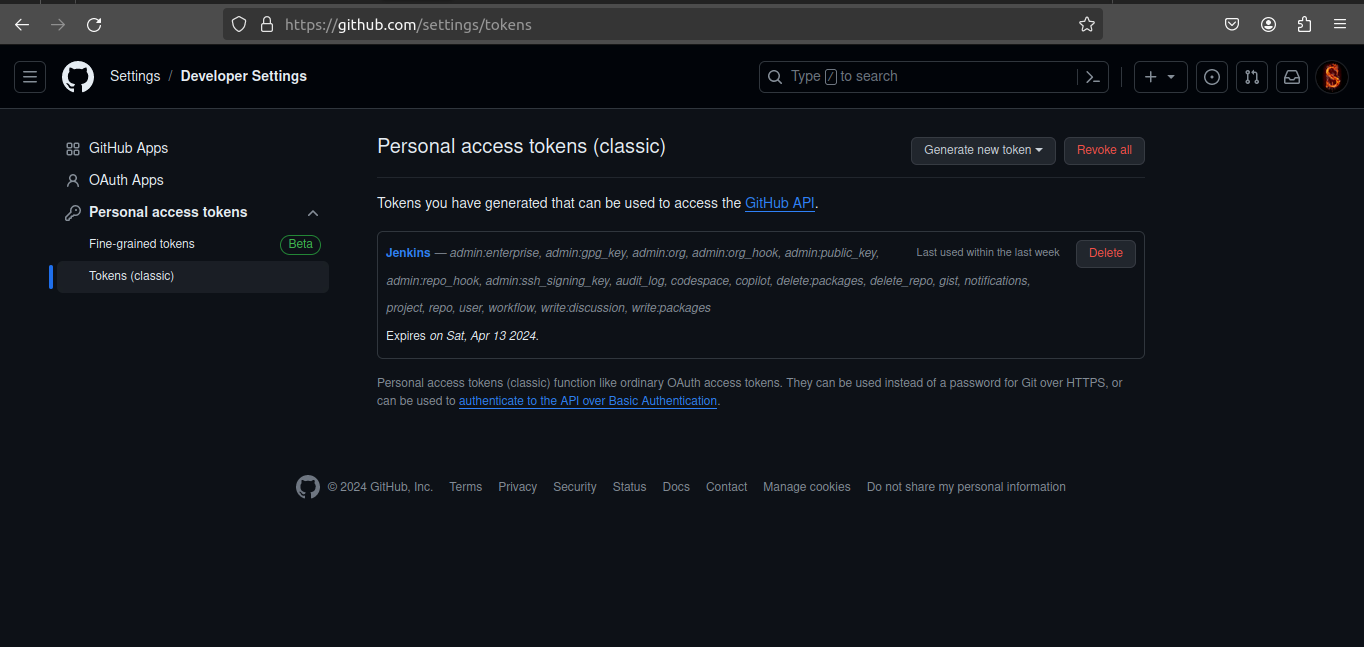 https://github.com/settings/tokens
Settings / Developer Settings
Type / to search
GitHub Apps
OAuth Apps
Personal access tokens
Fine-grained tokens Beta
Tokens (classic)
Personal access tokens (classic)
Generate new token Revoke all
Tokens you have generated that can be used to access the GitHub API.
Jenkins — admin:enterprise, admin:gpg_key, admin:org, admin:org_hook, admin:public_key, Last used within the last week Delete
admin:repo_hook, admin:ssh_signing_key, audit_log, codespace, copilot, delete:packages, delete_repo, gist, notifications,
project, repo, user, workflow, write:discussion, write:packages
Expires on Sat, Apr 13 2024.
Personal access tokens (classic) function like ordinary OAuth access tokens. They can be used instead of a password for Git over HTTPS, or
can be used to authenticate to the API over Basic Authentication.
© 2024 GitHub, Inc. Terms Privacy Security Status Docs Contact Manage cookies Do not share my personal information